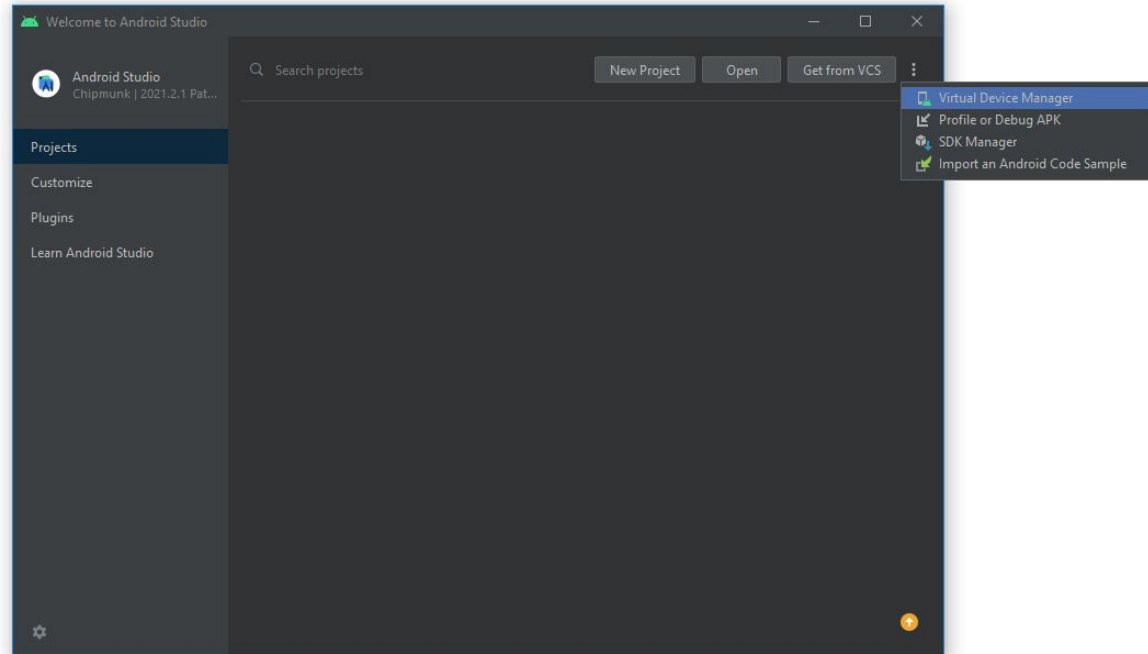 Welcome to Android Studio
Android Studio
Chipmunk | 2021.2.1 Pat...
Search projects
New Project
Open
Get from VCS
Virtual Device Manager
Profile or Debug APK
SDK Manager
Import an Android Code Sample
Projects
Customize
Plugins
Learn Android Studio